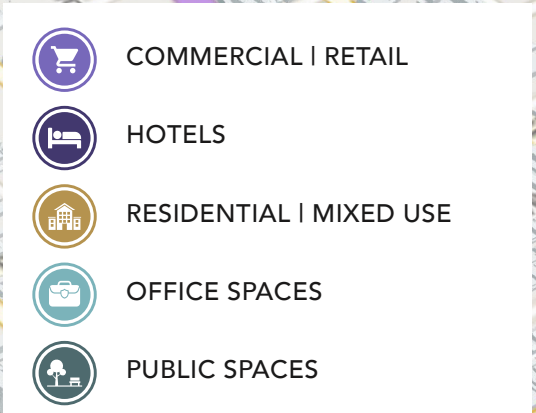 COMMERCIAL | RETAIL
HOTELS
RESIDENTIAL | MIXED USE
OFFICE SPACES
PUBLIC SPACES